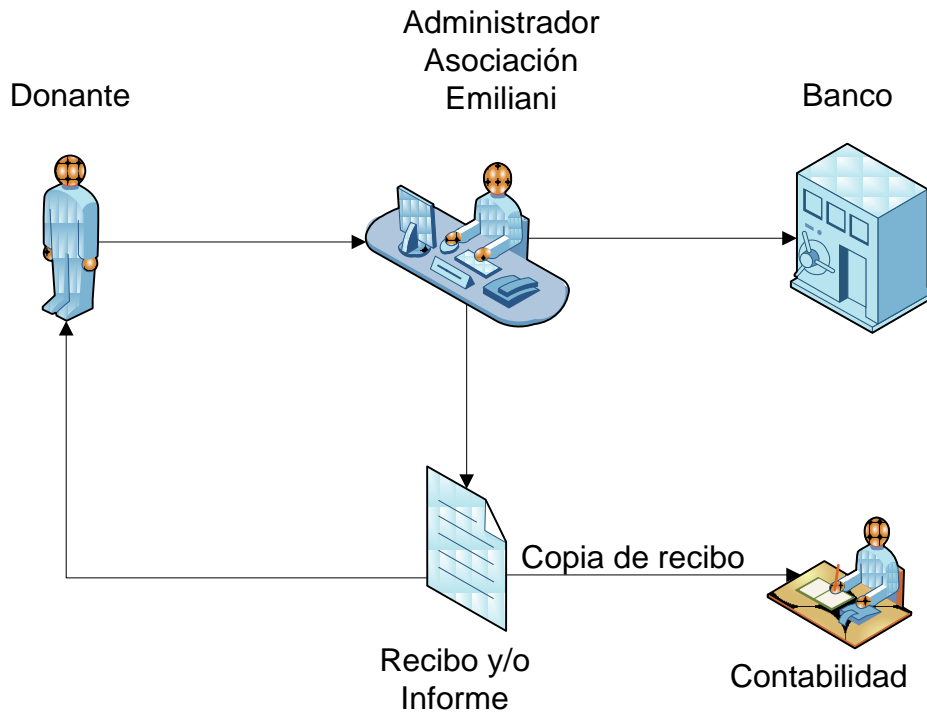 Donante
Administrador
Asociación
Emiliani
Banco
Copia de recibo
Recibo y/o
Informe
Contabilidad